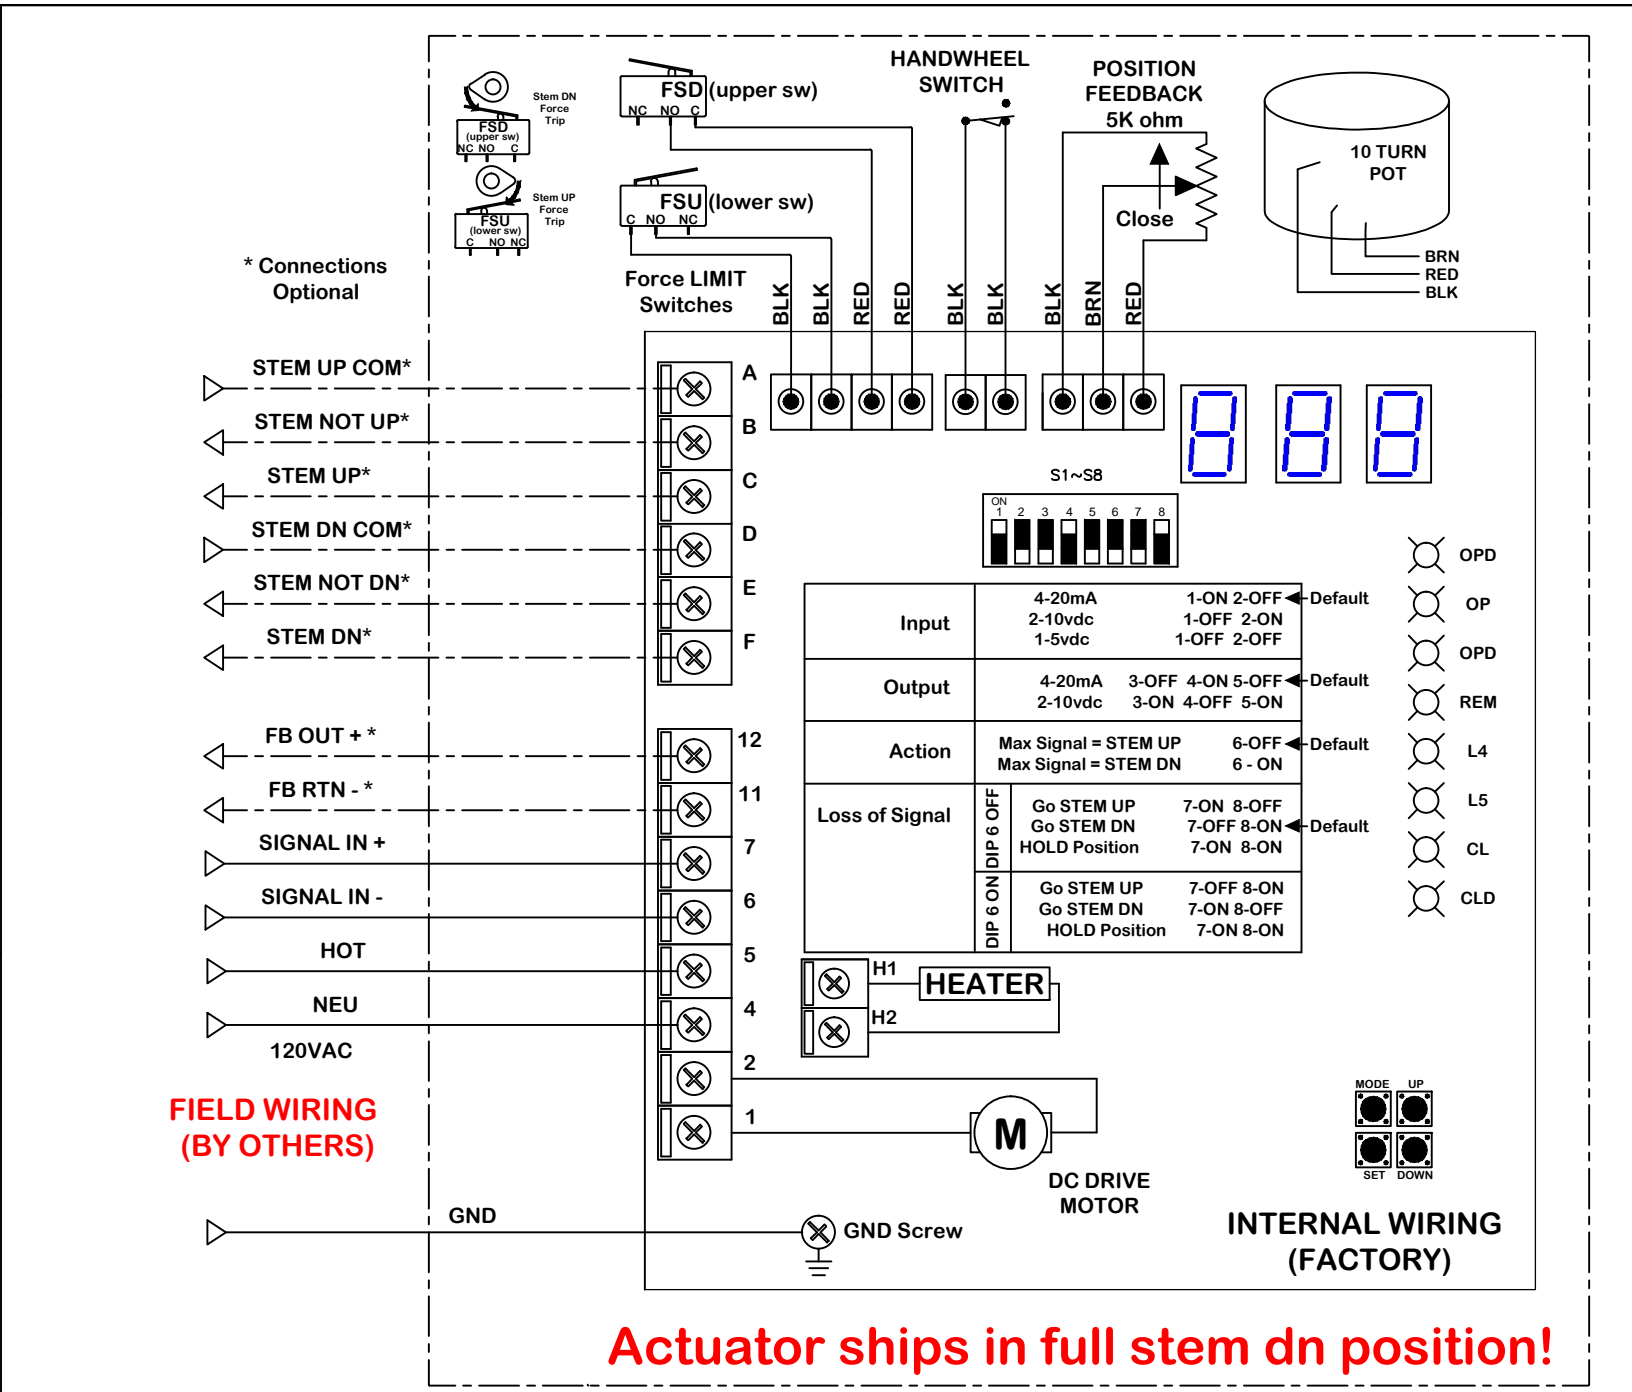 Stem DN
Force
Trip
FSD
(upper sw)
NC NO C
Stem UP
Force
Trip
FSU
(lower sw)
C NO NC
FSD (upper sw)
NC NO C
FSU (lower sw)
C NO NC
Force LIMIT
Switches
HANDWHEEL
SWITCH
POSITION
FEEDBACK
5K ohm
Close
10 TURN
POT
BRN
RED
BLK
BLK
BLK
RED
RED
BLK
BLK
BLK
BRN
RED
* Connections
Optional
STEM UP COM*
A
STEM NOT UP*
B
STEM UP*
C
STEM DN COM*
D
STEM NOT DN*
E
STEM DN*
F
FB OUT + *
12
FB RTN - *
11
SIGNAL IN +
7
SIGNAL IN -
6
HOT
5
NEU
4
120VAC
2
1
FIELD WIRING
(BY OTHERS)
GND
GND Screw
8 8 8
S1~S8
ON
1 2 3 4 5 6 7 8
Input
4-20mA 1-ON 2-OFF Default
2-10vdc 1-OFF 2-ON
1-5vdc 1-OFF 2-OFF
Output
4-20mA 3-OFF 4-ON 5-OFF Default
2-10vdc 3-ON 4-OFF 5-ON
Action
Max Signal = STEM UP 6-OFF Default
Max Signal = STEM DN 6 - ON
Loss of Signal
DIP 6 OFF
Go STEM UP 7-ON 8-OFF
Go STEM DN 7-OFF 8-ON Default
HOLD Position 7-ON 8-ON
DIP 6 ON
Go STEM UP 7-OFF 8-ON
Go STEM DN 7-ON 8-OFF
HOLD Position 7-ON 8-ON
OPD
OP
OPD
REM
L4
L5
CL
CLD
H1
HEATER
H2
M
DC DRIVE
MOTOR
MODE UP
SET DOWN
INTERNAL WIRING
(FACTORY)
Actuator ships in full stem dn position!